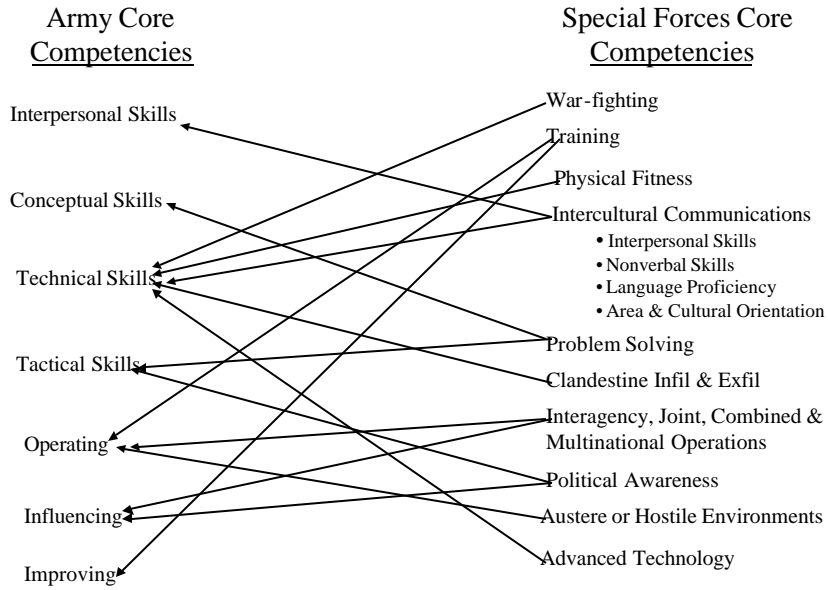 Army Core
Competencies
Interpersonal Skills
Conceptual Skills
Technical Skills
Tactical Skills
Operating
Influencing
Improving
Special Forces Core
Competencies
War-fighting
Training
Physical Fitness
Intercultural Communications
• Interpersonal Skills
• Nonverbal Skills
• Language Proficiency
• Area & Cultural Orientation
Problem Solving
Clandestine Infil & Exfil
Interagency, Joint, Combined &
Multinational Operations
Political Awareness
Austere or Hostile Environments
Advanced Technology